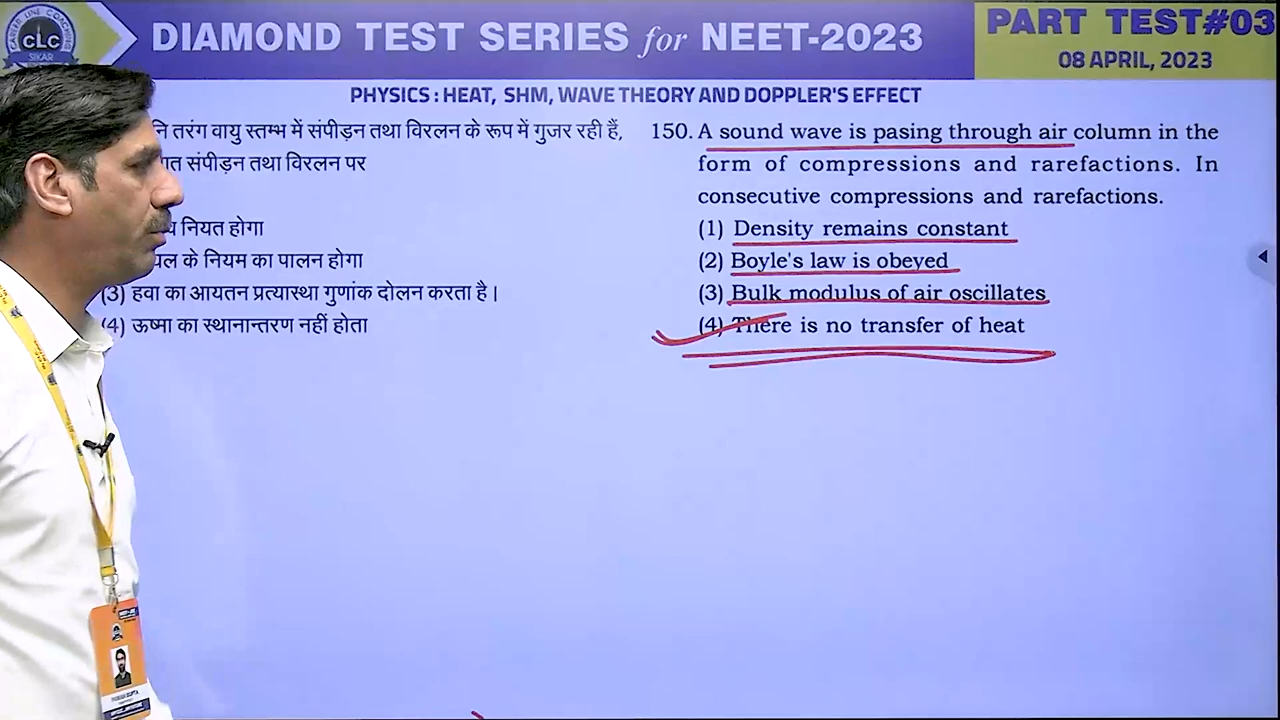 CLC
SIKAR
DIAMOND TEST SERIES for NEET-2023
PART TEST#03
08 APRIL, 2023
PHYSICS : HEAT, SHM, WAVE THEORY AND DOPPLER'S EFFECT
तरंग वायु स्तम्भ में संपीड़न तथा विरलन के रूप में गुजर रही हैं,
संपीड़न तथा विरलन पर
नियत होगा
के नियम का पालन होगा
(3) हवा का आयतन प्रत्यास्था गुणांक दोलन करता है।
(4) ऊष्मा का स्थानान्तरण नहीं होता
150. A sound wave is pasing through air column in the
form of compressions and rarefactions. In
consecutive compressions and rarefactions.
(1) Density remains constant
(2) Boyle's law is obeyed
(3) Bulk modulus of air oscillates
(4) There is no transfer of heat